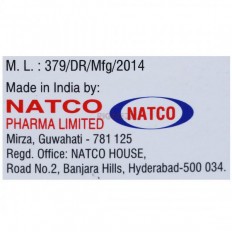 M. L. : 379/DR/Mfg/2014
Made in India by:
NATCO
PHARMA LIMITED
NATCO
Mirza, Guwahati - 781 125
Regd. Office: NATCO HOUSE,
Road No.2, Banjara Hills, Hyderabad-500 034.